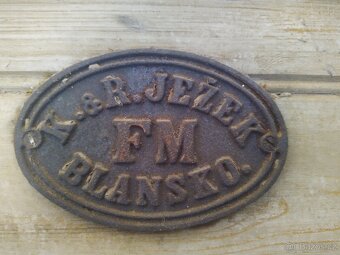 K. & R. JEŽEK
FM
BLANSKO.